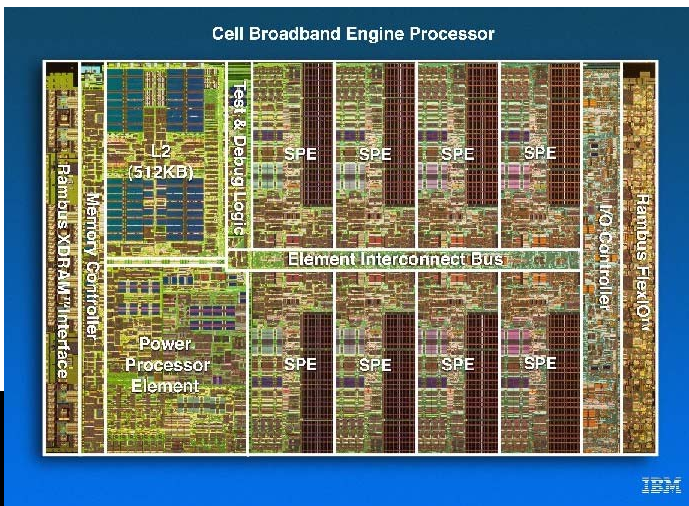 Cell Broadband Engine Processor
Rambus XDRAM™ Interface
Memory Controller
L2
(512KB)
Test & Debug Logic
SPE
SPE
SPE
SPE
I/O Controller
Rambus FlexIO™
Element Interconnect Bus
Power
Processor
Element
SPE
SPE
SPE
SPE
IBM